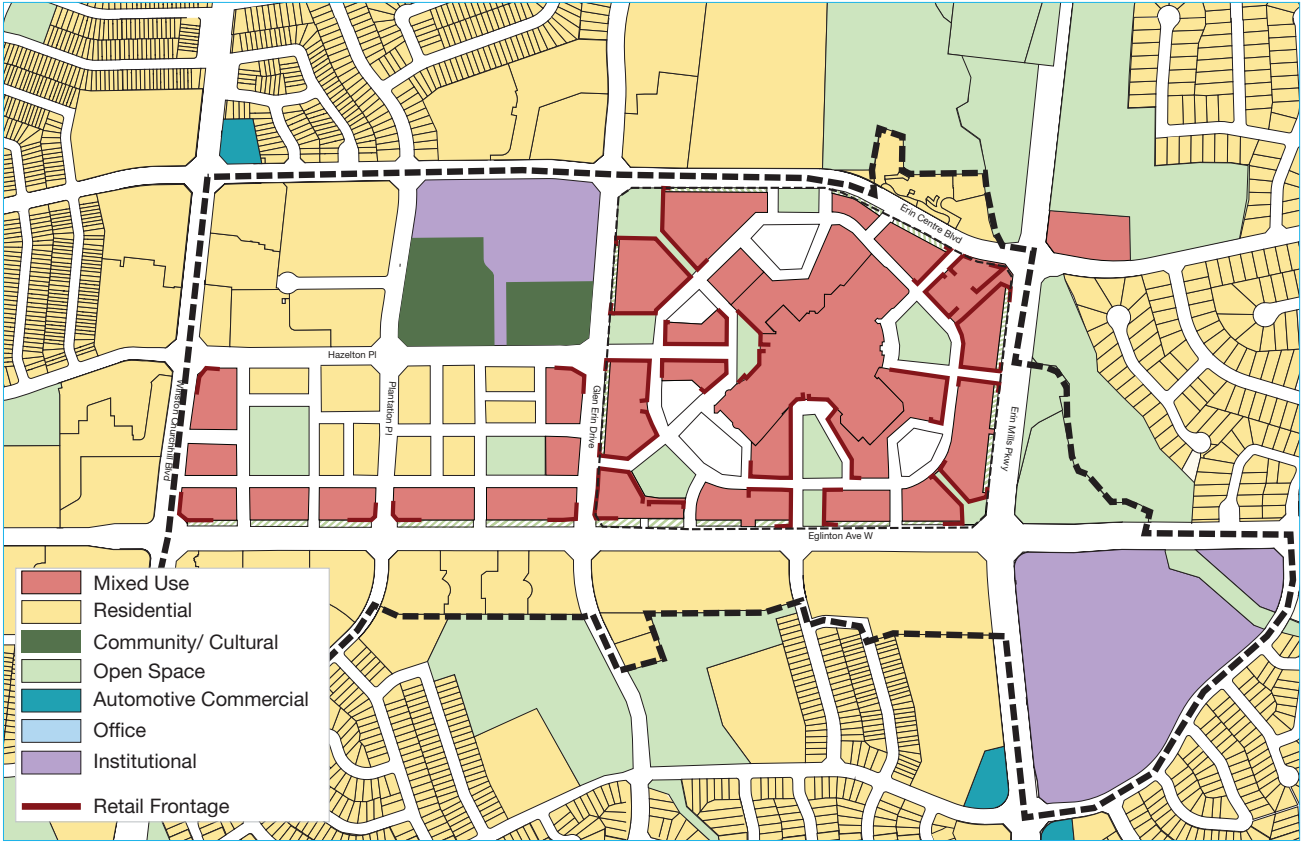 Erin Centre Blvd
Hazelton Pl
Winston Churchill Blvd
Plantation Pl
Glen Erin Drive
Erin Mills Pkwy
Eglinton Ave W
Mixed Use
Residential
Community/ Cultural
Open Space
Automotive Commercial
Office
Institutional
Retail Frontage